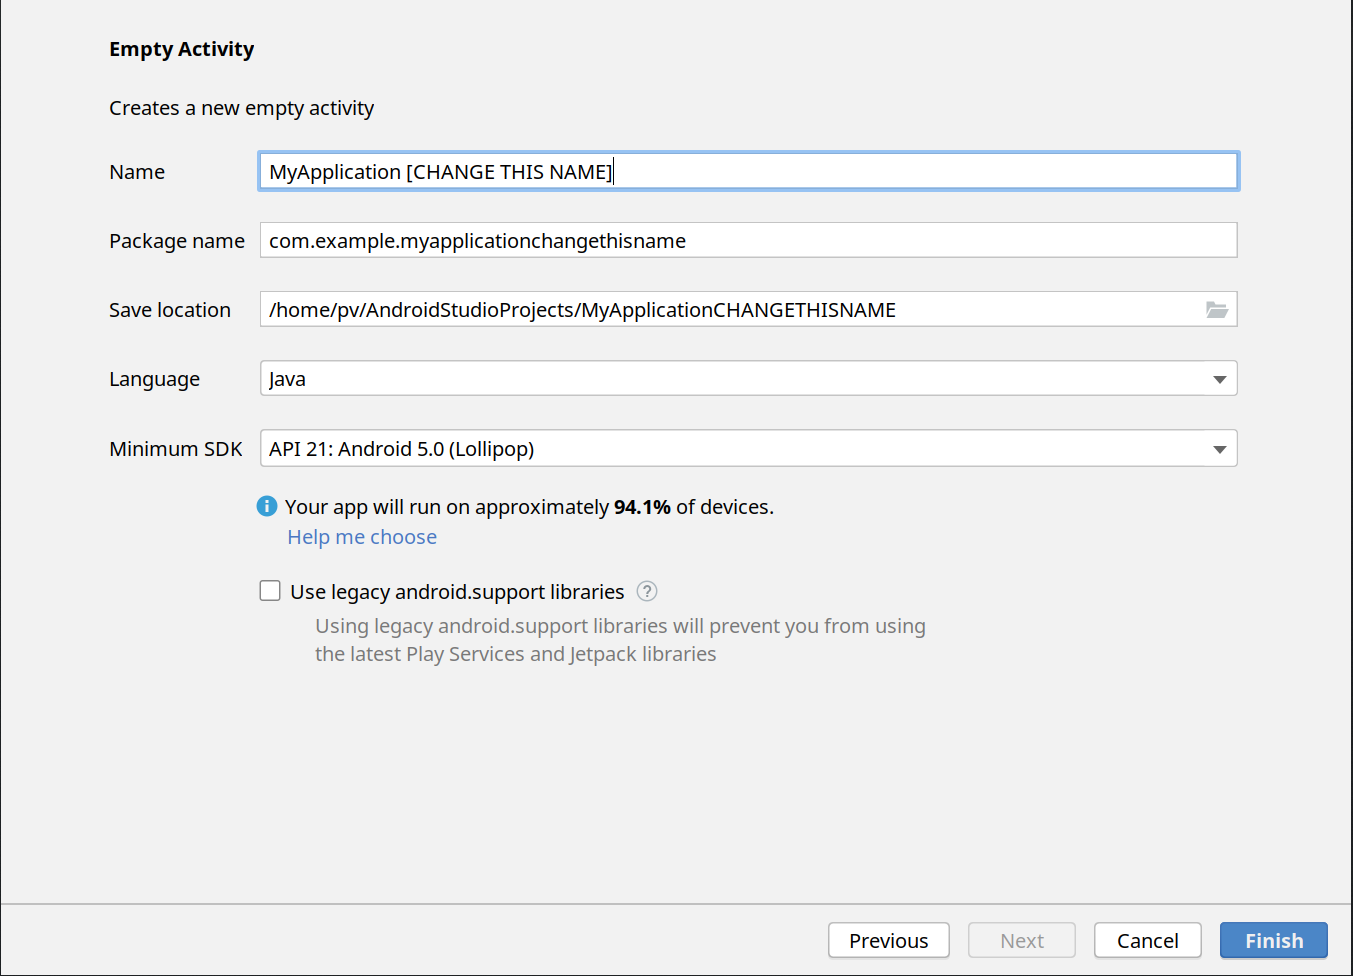 Empty Activity
Creates a new empty activity
Name MyApplication [CHANGE THIS NAME]
Package name com.example.myapplicationchangethisname
Save location /home/pv/AndroidStudioProjects/MyApplicationCHANGETHISNAME
Language Java
Minimum SDK API 21: Android 5.0 (Lollipop)
i Your app will run on approximately 94.1% of devices.
Help me choose
Use legacy android.support libraries ?
Using legacy android.support libraries will prevent you from using
the latest Play Services and Jetpack libraries
Previous Next Cancel Finish